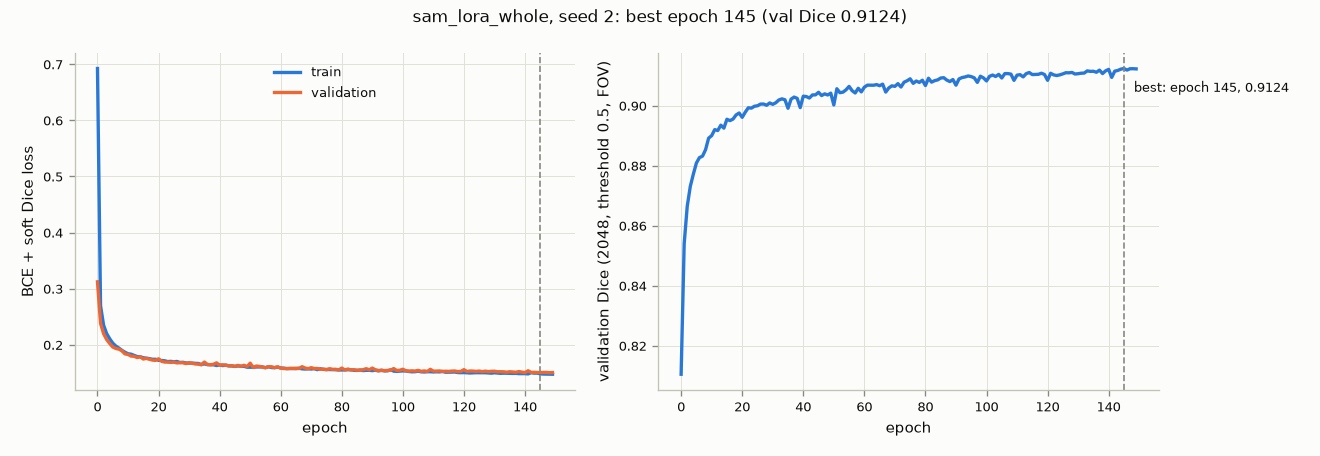 sam_lora_whole, seed 2: best epoch 145 (val Dice 0.9124)
BCE + soft Dice loss
0.7
0.6
0.5
0.4
0.3
0.2
train
validation
0 20 40 60 80 100 120 140
epoch
validation Dice (2048, threshold 0.5, FOV)
0.90
0.88
0.86
0.84
0.82
best: epoch 145, 0.9124
0 20 40 60 80 100 120 140
epoch